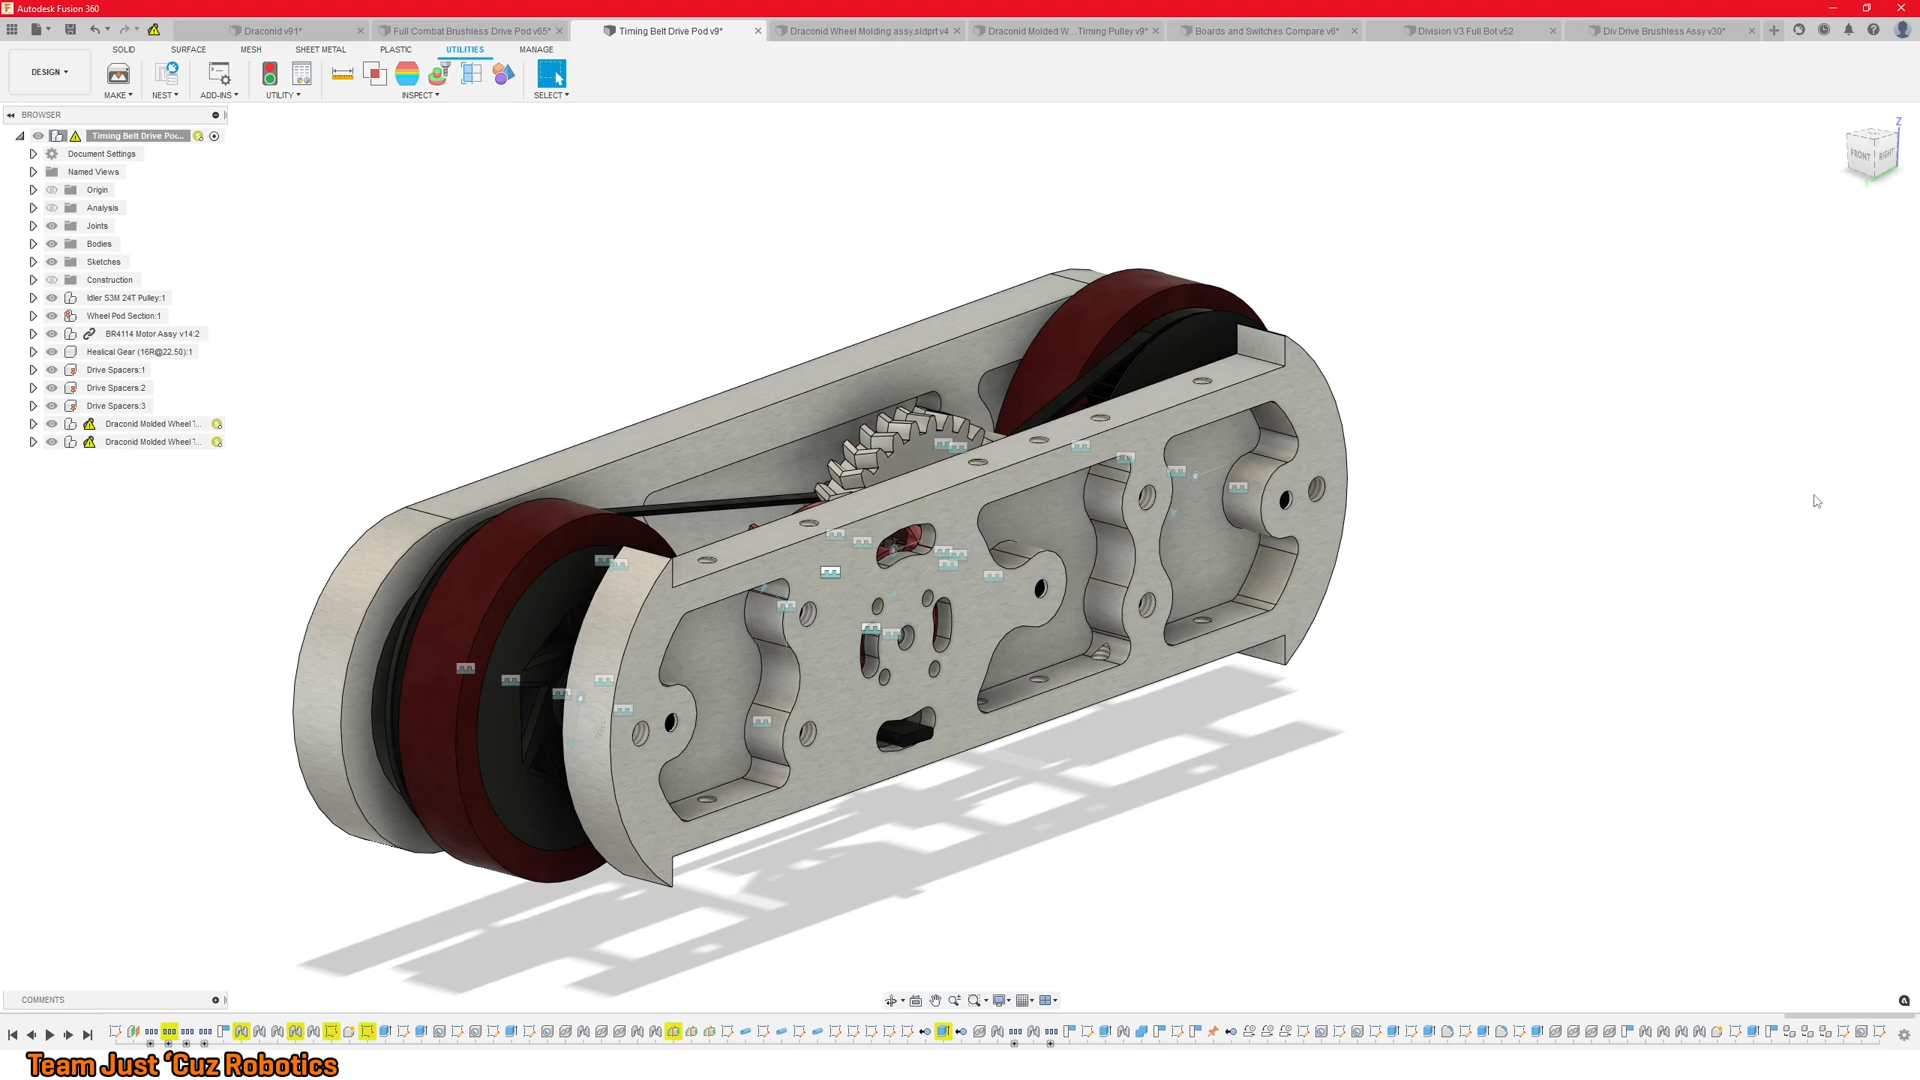 Autodesk Fusion 360
Draconid v91*
Full Combat Brushless Drive Pod v65*
Timing Belt Drive Pod v9*
Draconid Wheel Molding assy.sldprt v4
Draconid Molded W... Timing Pulley v9*
Boards and Switches Compare v6*
Division V3 Full Bot v52
Div Drive Brushless Assy v30*
SOLID SURFACE MESH SHEET METAL PLASTIC UTILITIES MANAGE
DESIGN
MAKE NEST ADD-INS UTILITY INSPECT SELECT
BROWSER
Timing Belt Drive Poc...
Document Settings
Named Views
Origin
Analysis
Joints
Bodies
Sketches
Construction
Idler S3M 24T Pulley:1
Wheel Pod Section:1
BR4114 Motor Assy v14:2
Healical Gear (16R@22.50):1
Drive Spacers:1
Drive Spacers:2
Drive Spacers:3
Draconid Molded Wheel T...
Draconid Molded Wheel T...
Z
FRONT RIGHT
COMMENTS
Team Just ‘Cuz Robotics